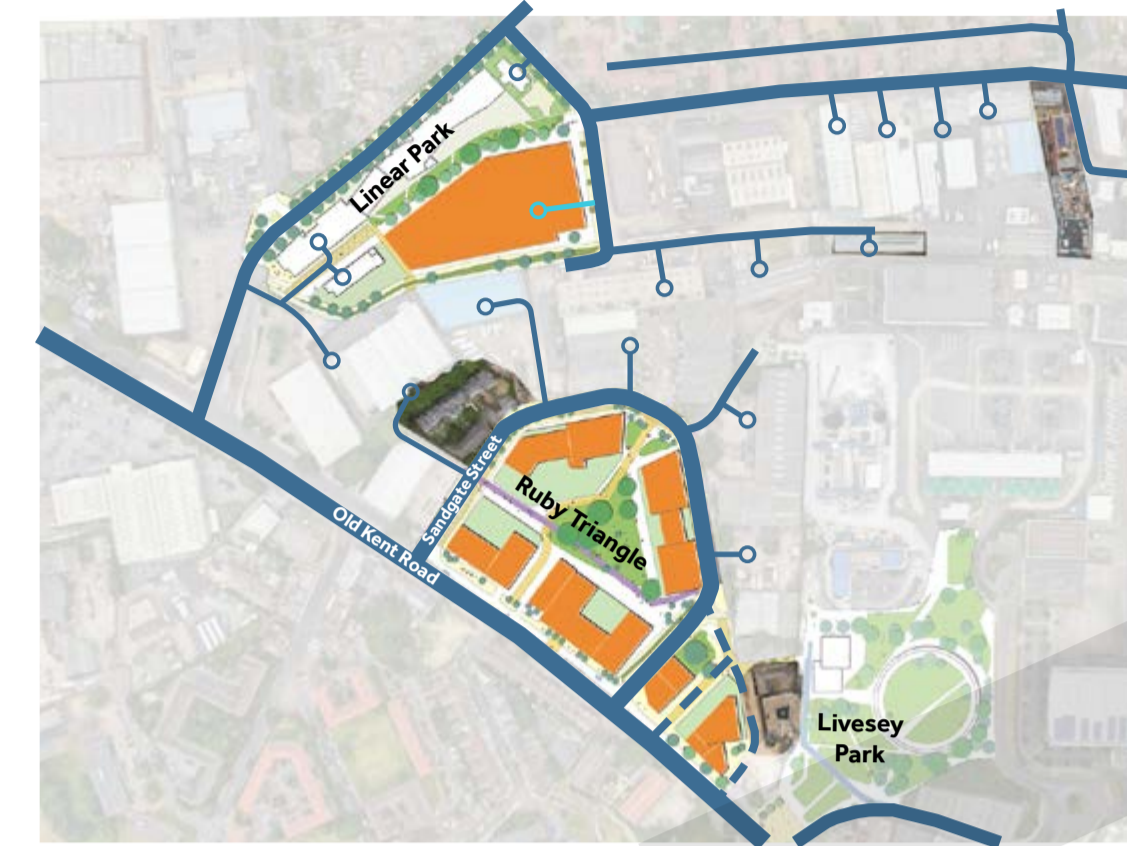 Linear Park
Sandgate Street
Ruby Triangle
Old Kent Road
Livesey
Park